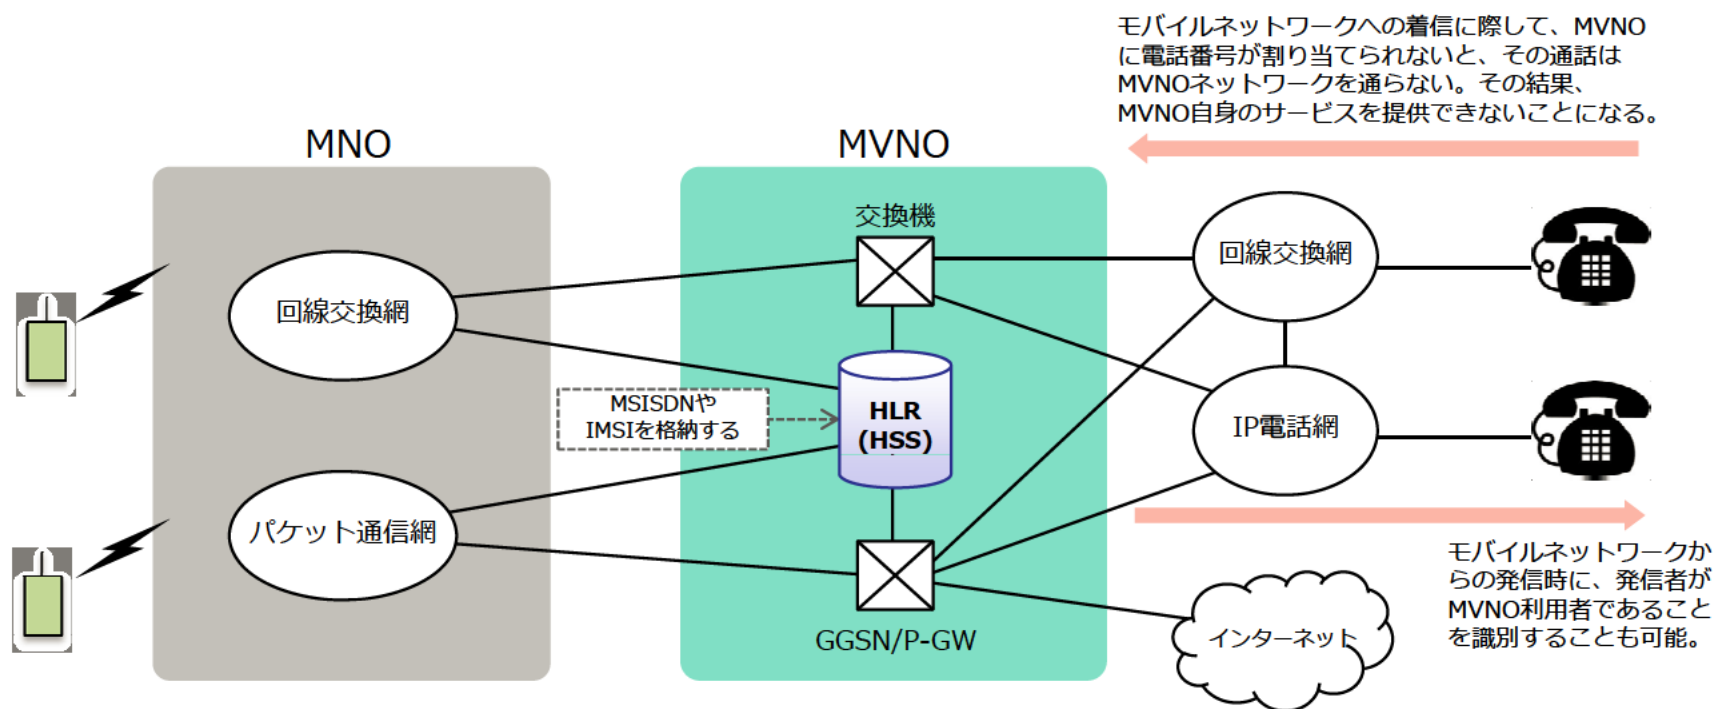 モバイルネットワークへの着信に際して、MVNO
に電話番号が割り当てられないと、その通話は
MVNOネットワークを通らない。その結果、
MVNO自身のサービスを提供できないことになる。
MNO
MVNO
交換機
回線交換網
回線交換網
MSISDNや
IMSIを格納する
HLR
(HSS)
IP電話網
パケット通信網
GGSN/P-GW
インターネット
モバイルネットワークか
らの発信時に、発信者が
MVNO利用者であること
を識別することも可能。